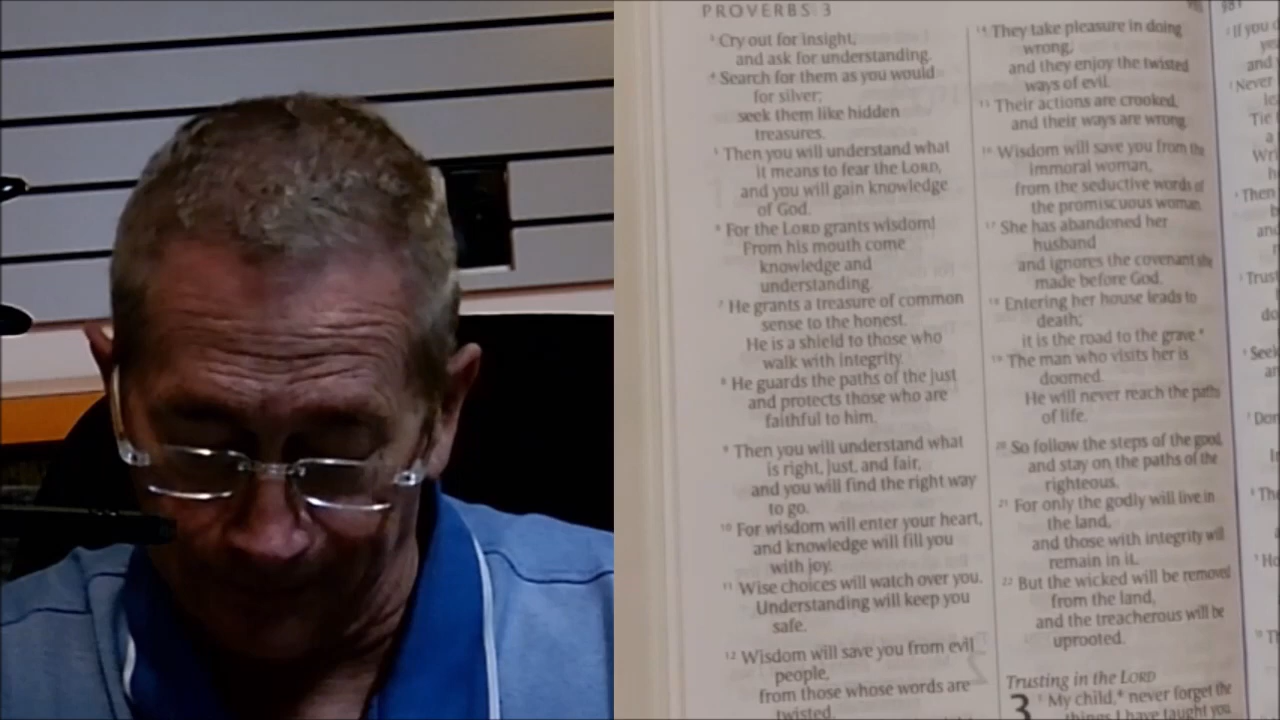 PROVERBS 3
3 Cry out for insight,
and ask for understanding.
4 Search for them as you would
for silver;
seek them like hidden
treasures.
5 Then you will understand what
it means to fear the LORD,
and you will gain knowledge
of God.
6 For the LORD grants wisdom!
From his mouth come
knowledge and
understanding.
7 He grants a treasure of common
sense to the honest.
He is a shield to those who
walk with integrity.
8 He guards the paths of the just
and protects those who are
faithful to him.
9 Then you will understand what
is right, just, and fair,
and you will find the right way
to go.
10 For wisdom will enter your heart,
and knowledge will fill you
with joy.
11 Wise choices will watch over you.
Understanding will keep you
safe.
12 Wisdom will save you from evil
people,
from those whose words are
twisted.
14 They take pleasure in doing
wrong,
and they enjoy the twisted
ways of evil.
15 Their actions are crooked,
and their ways are wrong.
16 Wisdom will save you from the
immoral woman,
from the seductive words of
the promiscuous woman.
17 She has abandoned her
husband
and ignores the covenant she
made before God.
18 Entering her house leads to
death;
it is the road to the grave.*
19 The man who visits her is
doomed.
He will never reach the paths
of life.
20 So follow the steps of the good,
and stay on the paths of the
righteous.
21 For only the godly will live in
the land,
and those with integrity will
remain in it.
22 But the wicked will be removed
from the land,
and the treacherous will be
uprooted.
Trusting in the LORD
3 1 My child,* never forget the
things I have taught you.
If you
and
Never
Tie
a
Then
and